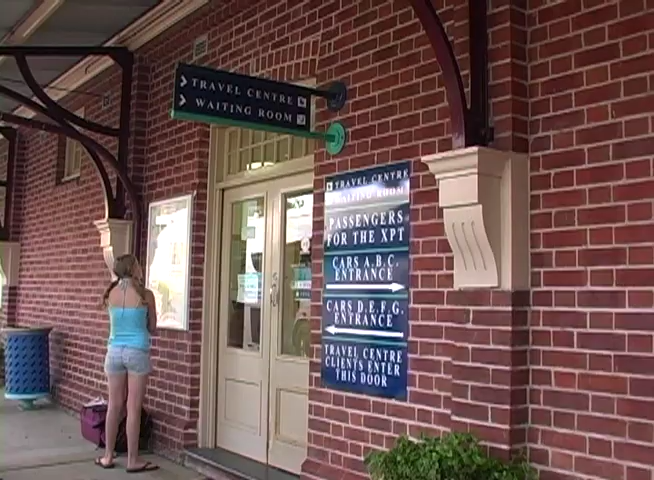 TRAVEL CENTRE
WAITING ROOM
TRAVEL CENTRE
WAITING ROOM
PASSENGERS
FOR THE XPT
CARS A.B.C.
ENTRANCE
CARS D.E.F.G.
ENTRANCE
TRAVEL CENTRE
CLIENTS ENTER
THIS DOOR